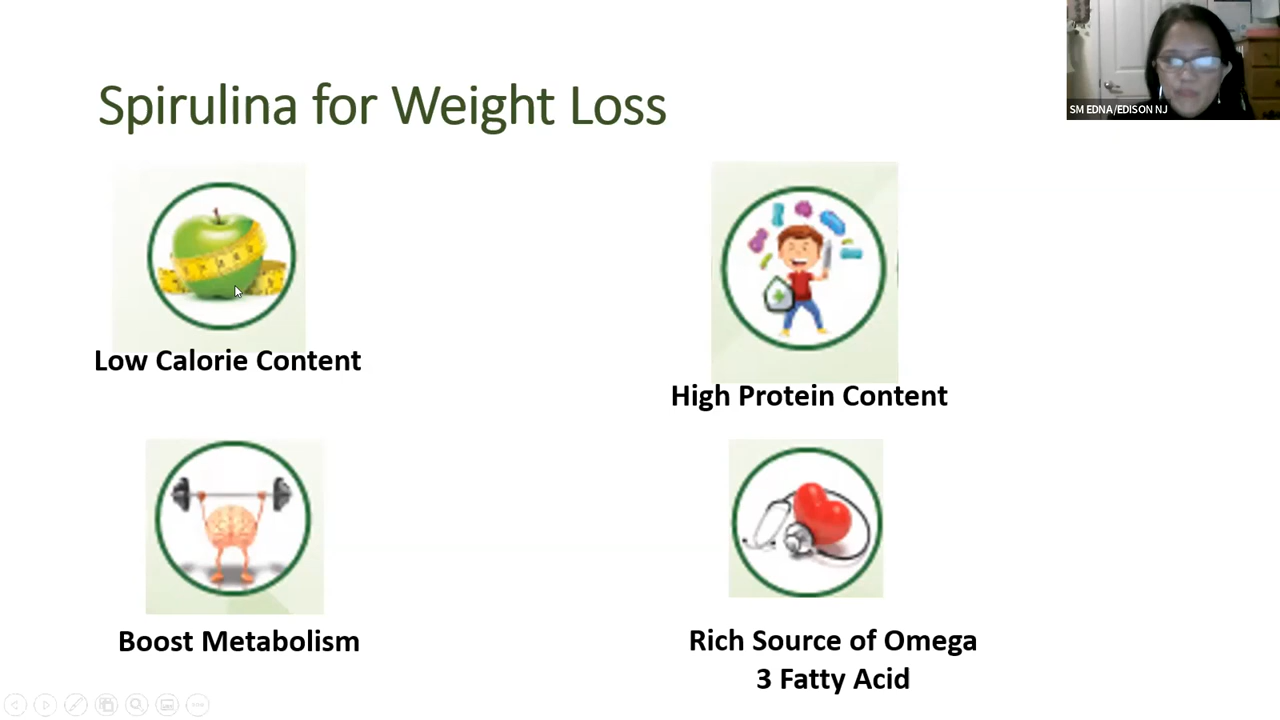 SM EDNA/EDISON NJ
Spirulina for Weight Loss
Low Calorie Content
High Protein Content
Boost Metabolism
Rich Source of Omega
3 Fatty Acid